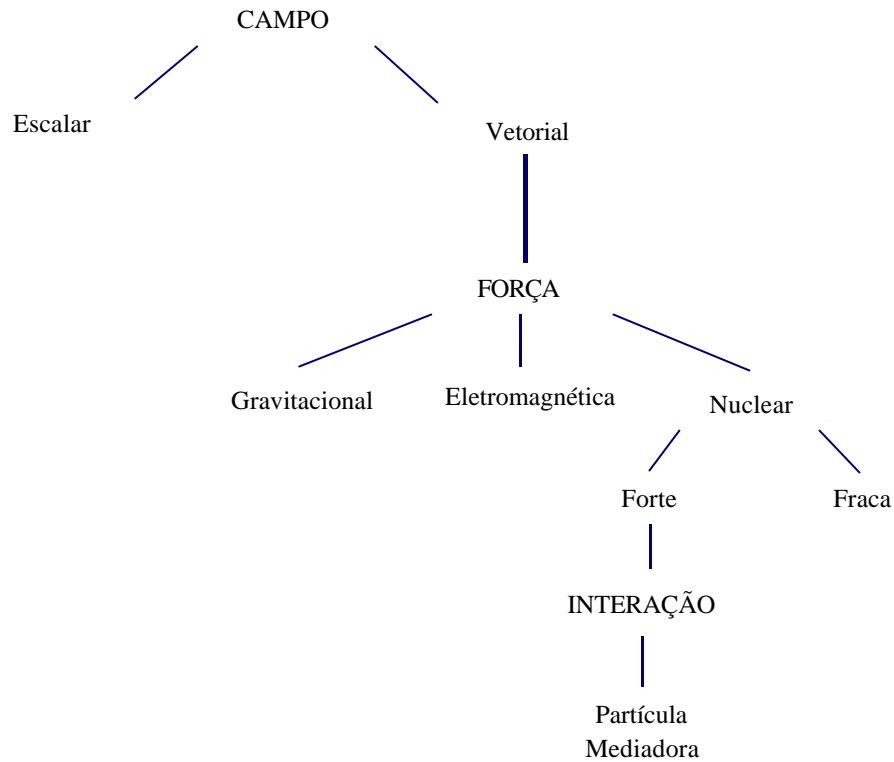 CAMPO
Escalar
Vetorial
FORÇA
Gravitacional
Eletromagnética
Nuclear
Forte
Fraca
INTERAÇÃO
Partícula
Mediadora